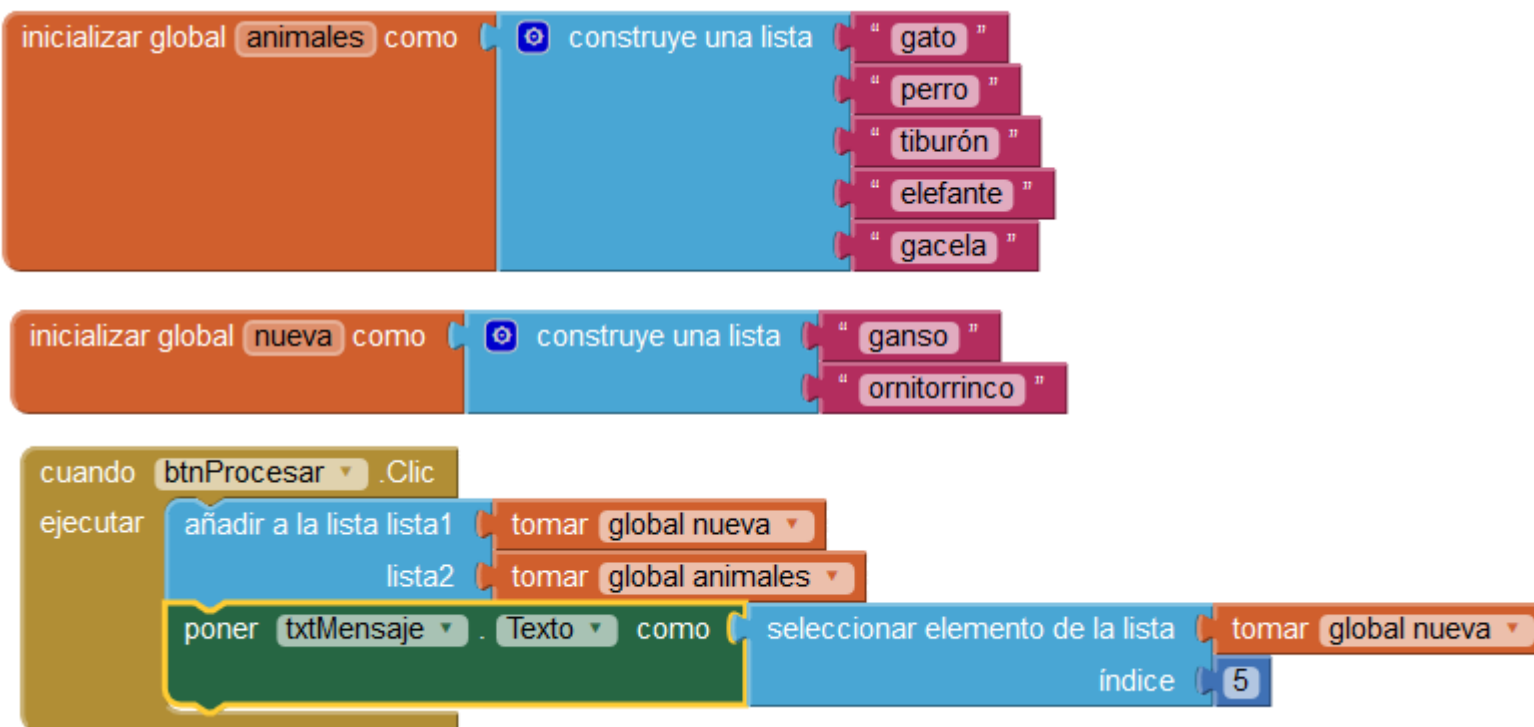 inicializar global animales como construye una lista “ gato ”
“ perro ”
“ tiburón ”
“ elefante ”
“ gacela ”
inicializar global nueva como construye una lista “ ganso ”
“ ornitorrinco ”
cuando btnProcesar .Clic
ejecutar añadir a la lista lista1 tomar global nueva
lista2 tomar global animales
poner txtMensaje . Texto como seleccionar elemento de la lista tomar global nueva
índice 5